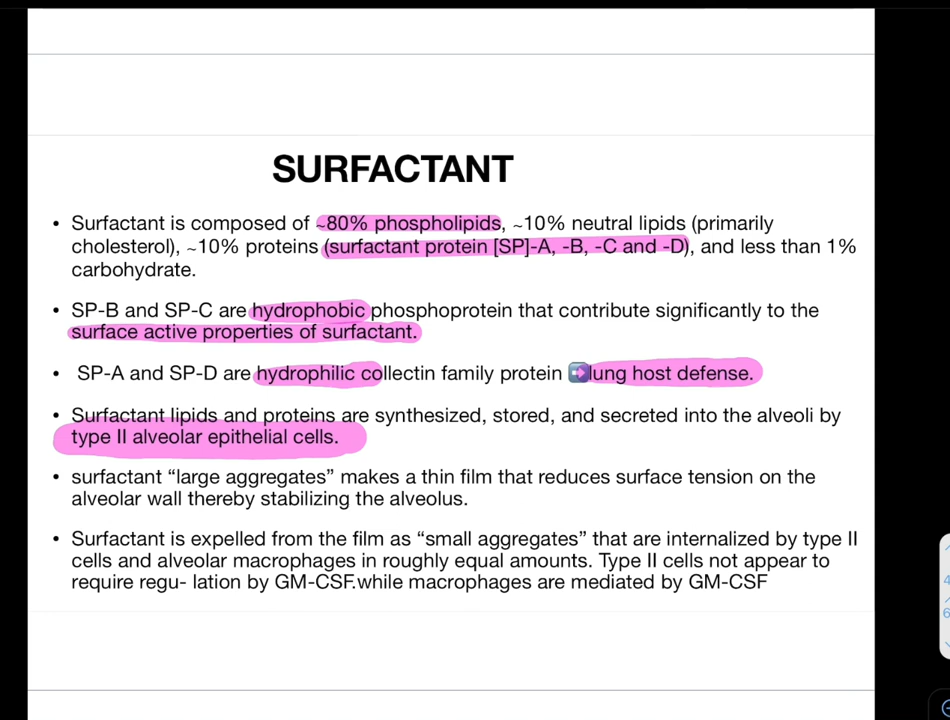 SURFACTANT
• Surfactant is composed of ~80% phospholipids, ~10% neutral lipids (primarily
cholesterol), ~10% proteins (surfactant protein [SP]-A, -B, -C and -D), and less than 1%
carbohydrate.
• SP-B and SP-C are hydrophobic phosphoprotein that contribute significantly to the
surface active properties of surfactant.
• SP-A and SP-D are hydrophilic collectin family protein ➡️lung host defense.
• Surfactant lipids and proteins are synthesized, stored, and secreted into the alveoli by
type II alveolar epithelial cells.
• surfactant “large aggregates” makes a thin film that reduces surface tension on the
alveolar wall thereby stabilizing the alveolus.
• Surfactant is expelled from the film as “small aggregates” that are internalized by type II
cells and alveolar macrophages in roughly equal amounts. Type II cells not appear to
require regu- lation by GM-CSF.while macrophages are mediated by GM-CSF
4
6